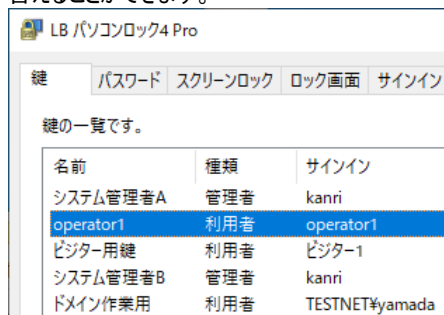 LB パソコンロック4 Pro
鍵 パスワード スクリーンロック ロック画面 サインイン
鍵の一覧です。
名前 種類 サインイン
システム管理者A 管理者 kanri
operator1 利用者 operator1
ビジター用鍵 利用者 ビジター1
システム管理者B 管理者 kanri
ドメイン作業用 利用者 TESTNET¥yamada